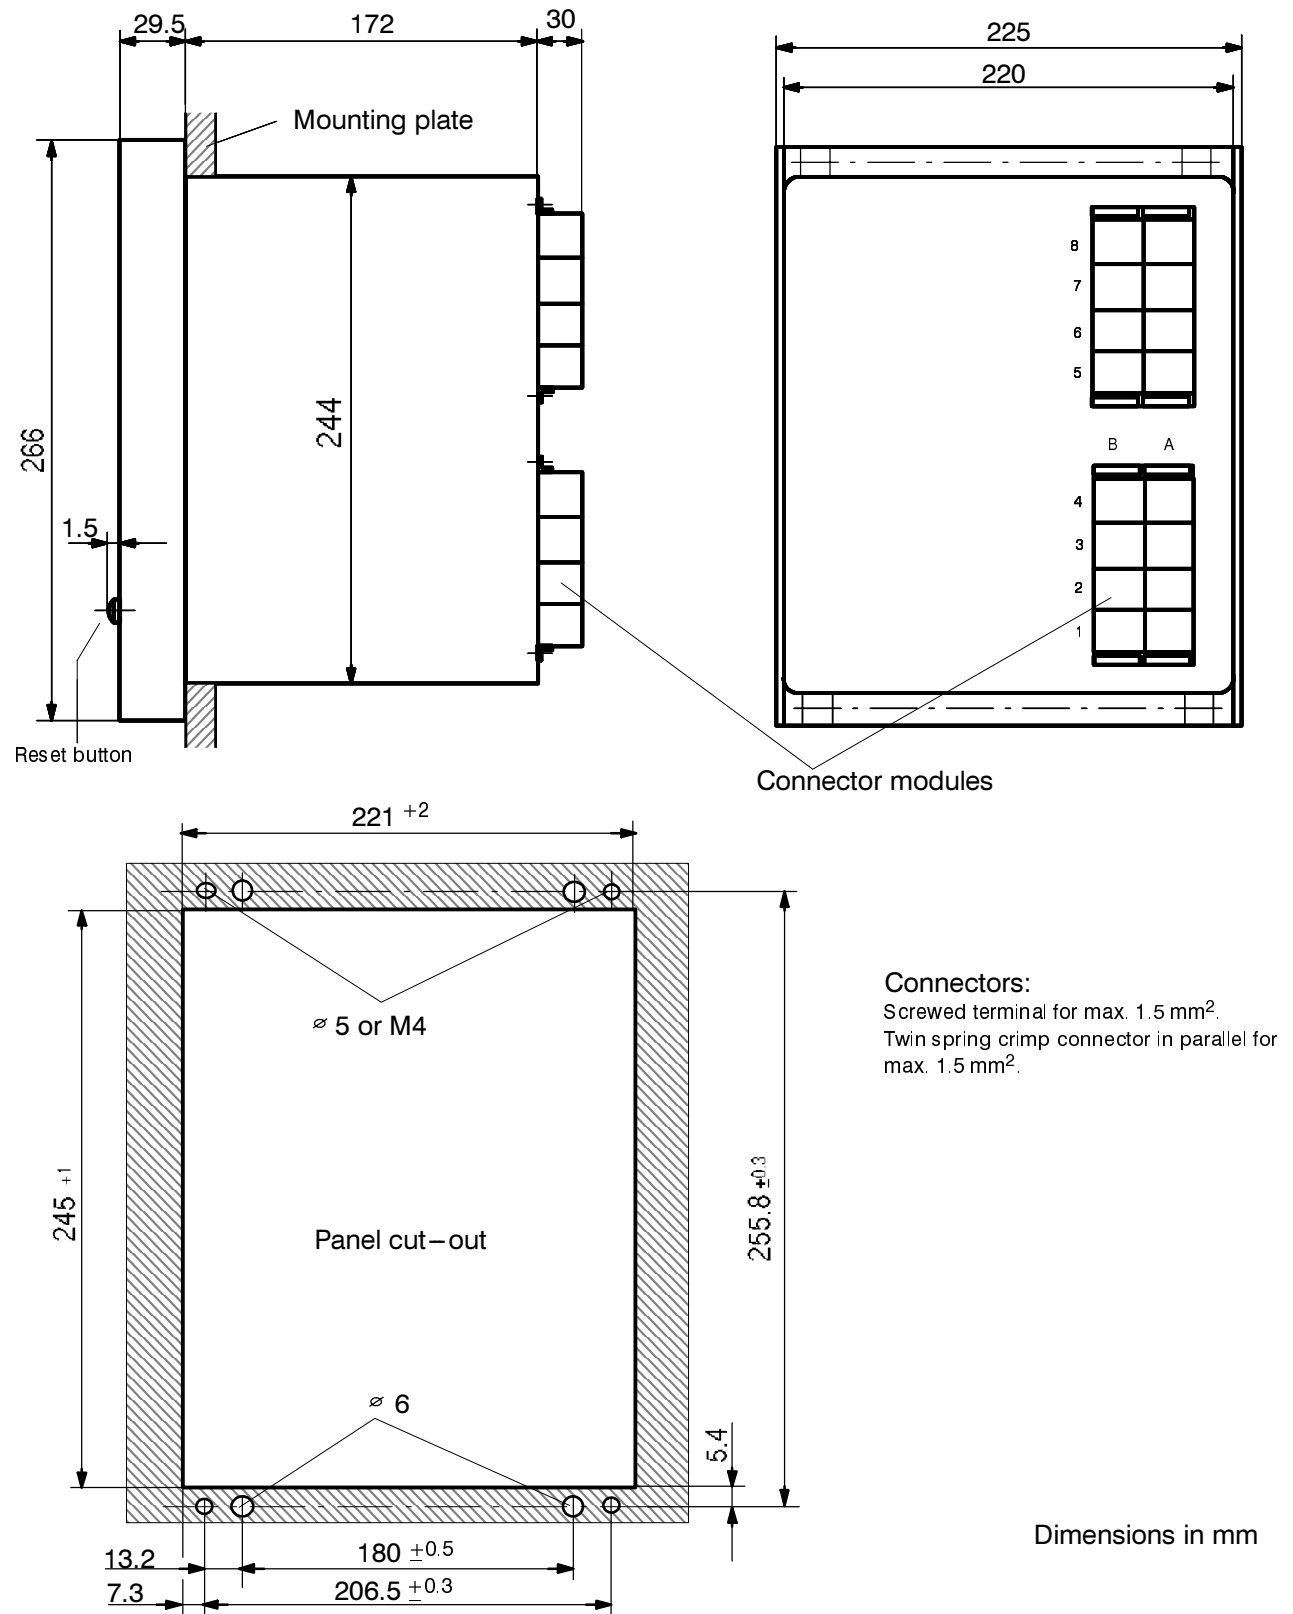 29.5
172
30
225
220
Mounting plate
8
7
6
5
266
244
B
A
1.5
4
3
2
1
Reset button
Connector modules
221 +2
⌀ 5 or M4
Connectors:
Screwed terminal for max. 1.5 mm².
Twin spring crimp connector in parallel for
max. 1.5 mm².
245 +1
255.8 ±0.3
Panel cut−out
⌀ 6
5.4
Dimensions in mm
13.2
180 ±0.5
7.3
206.5 ±0.3